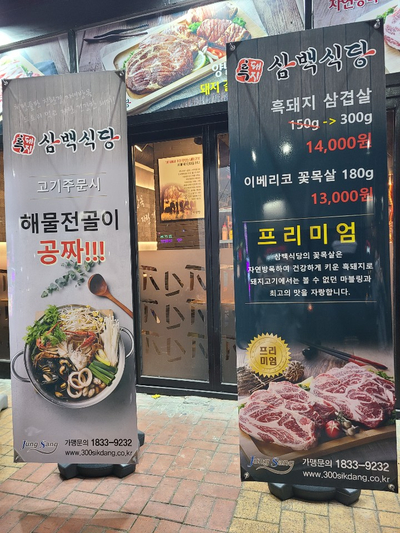 흑돼지 삼백식당
고기주문시
해물전골이
공짜!!!
Jung Sang
가맹문의 1833-9232
www.300sikdang.co.kr
흑돼지 삼백식당
흑돼지 삼겹살
150g -> 300g
14,000원
이베리코 꽃목살 180g
13,000원
프리미엄
삼백식당의 꽃목살은
자연방목하여 건강하게 키운 흑돼지로
돼지고기에서는 볼 수 없던 마블링과
최고의 맛을 자랑합니다.
프리
미엄
Jung Sang
가맹문의 1833-9232
www.300sikdang.co.kr